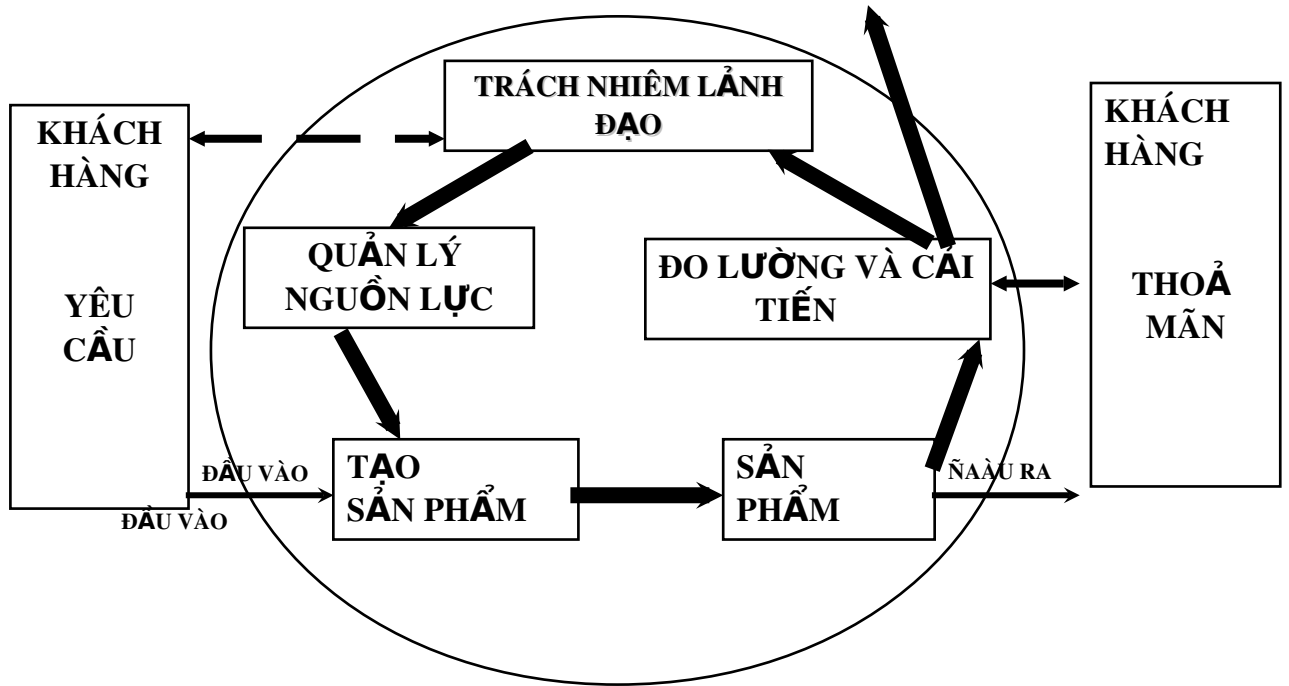 TRÁCH NHIÊM LẢNH
ĐẠO
KHÁCH
HÀNG
YÊU
CẦU
QUẢN LÝ
NGUỒN LỰC
ĐO LƯỜNG VÀ CẢI
TIẾN
KHÁCH
HÀNG
THOẢ
MÃN
ĐẦU VÀO
ĐẦU VÀO
TẠO
SẢN PHẨM
SẢN
PHẨM
ÑAÀU RA